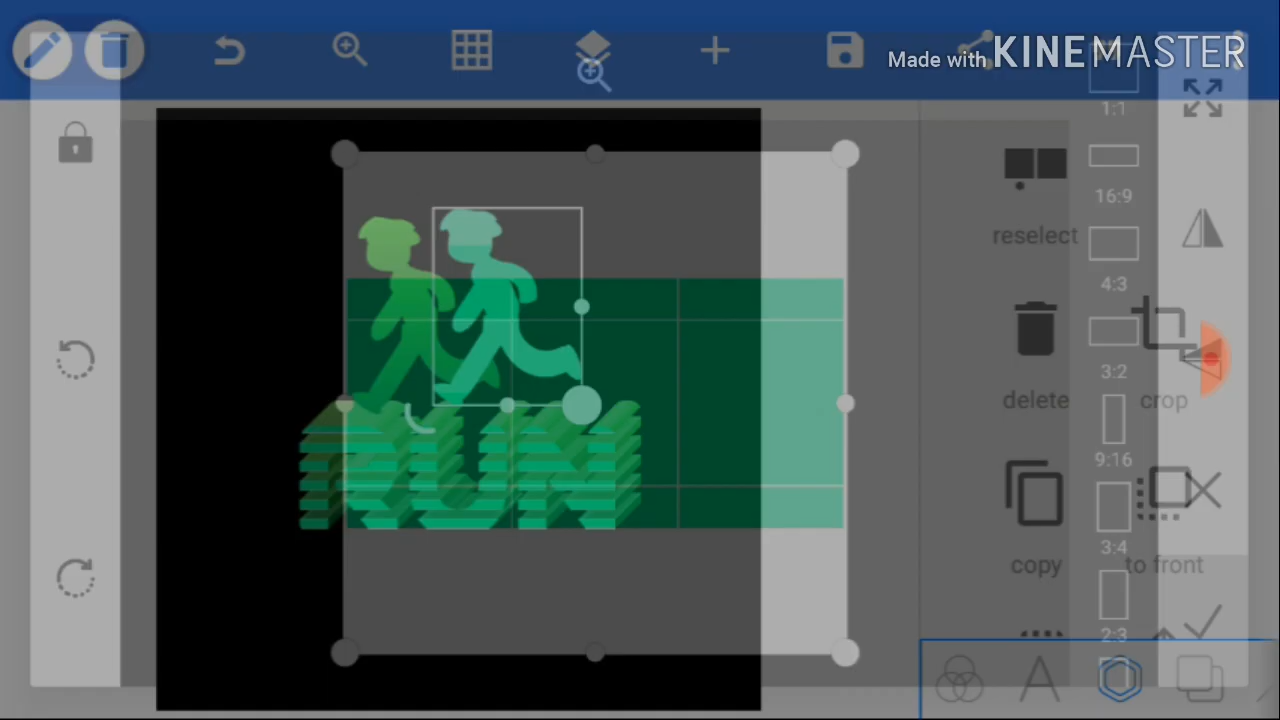 Made with KINEMASTER
1:1
16:9
reselect
4:3
3:2
delete
crop
9:16
3:4
copy
to front
2:3
RUN
A